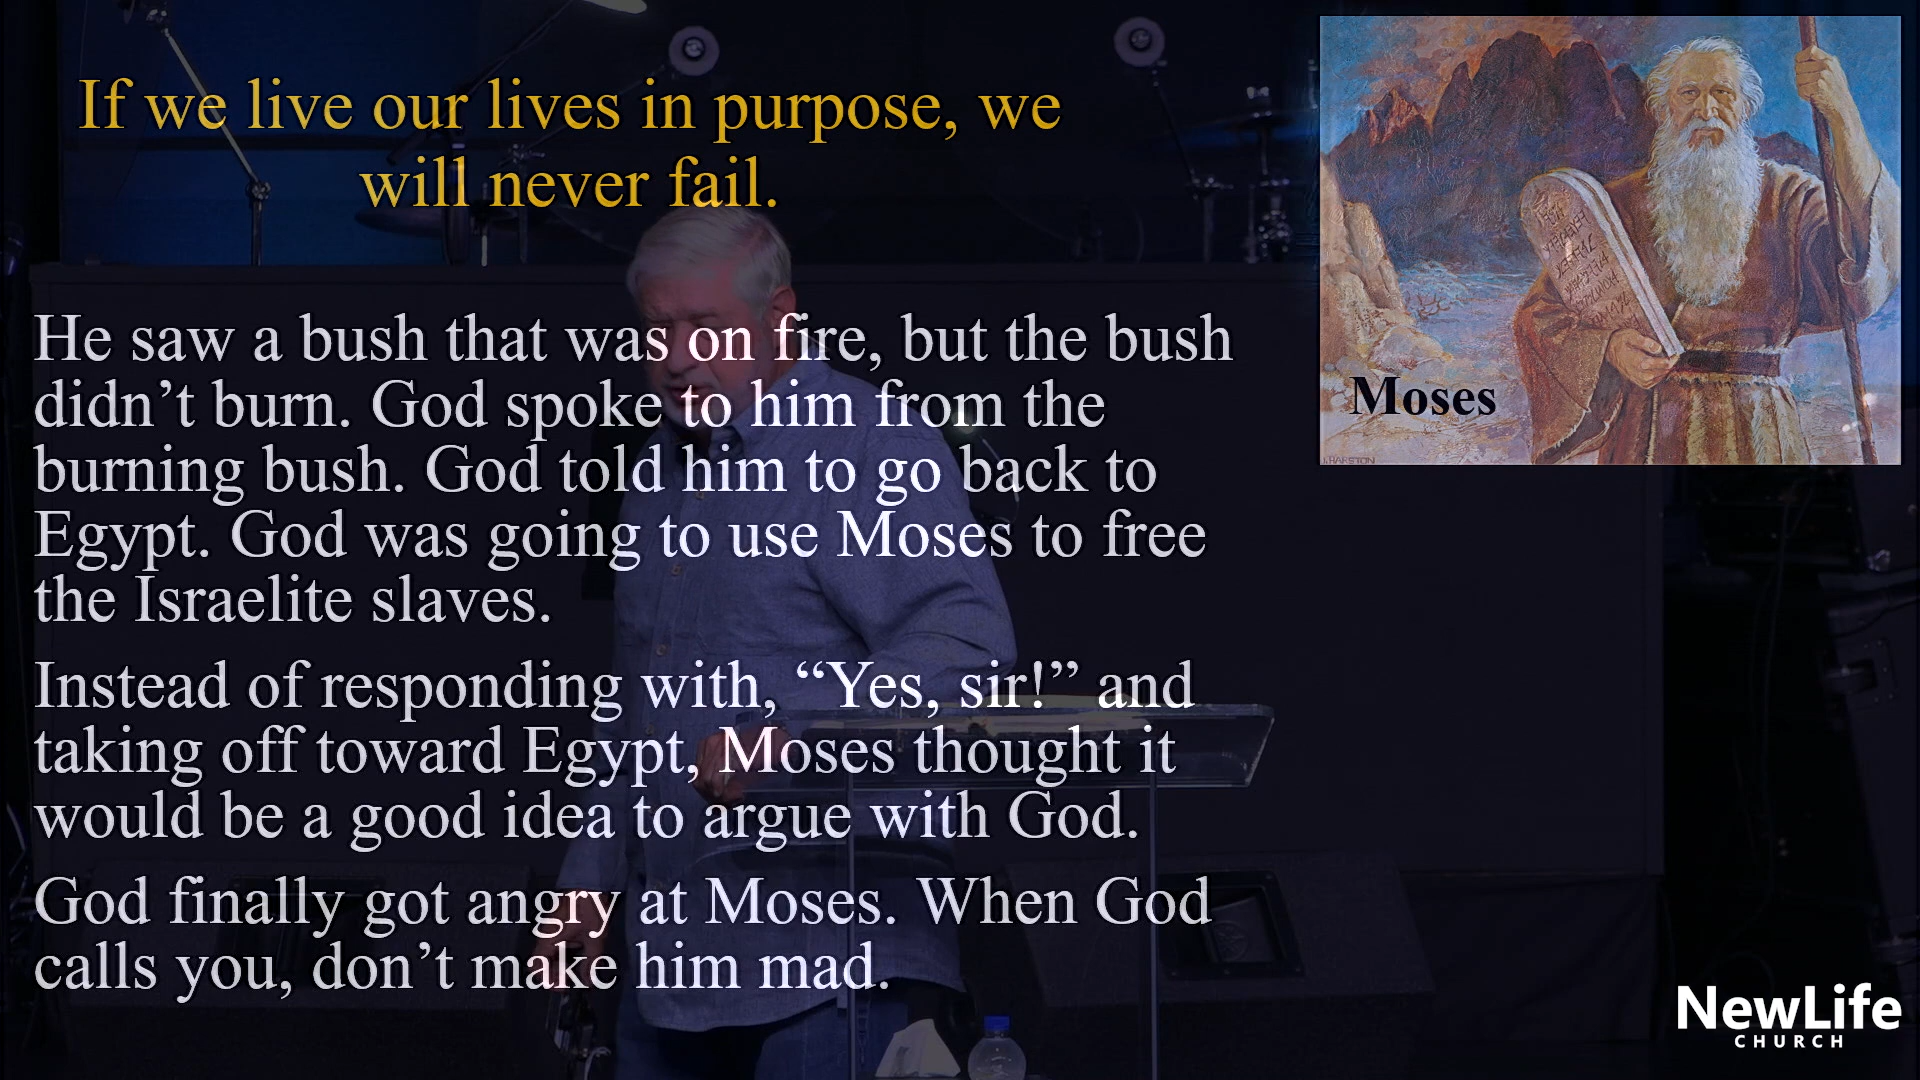 If we live our lives in purpose, we
will never fail.
He saw a bush that was on fire, but the bush
didn’t burn. God spoke to him from the
burning bush. God told him to go back to
Egypt. God was going to use Moses to free
the Israelite slaves.
Instead of responding with, “Yes, sir!” and
taking off toward Egypt, Moses thought it
would be a good idea to argue with God.
God finally got angry at Moses. When God
calls you, don’t make him mad.
Moses
HARSTON
NewLife
CHURCH